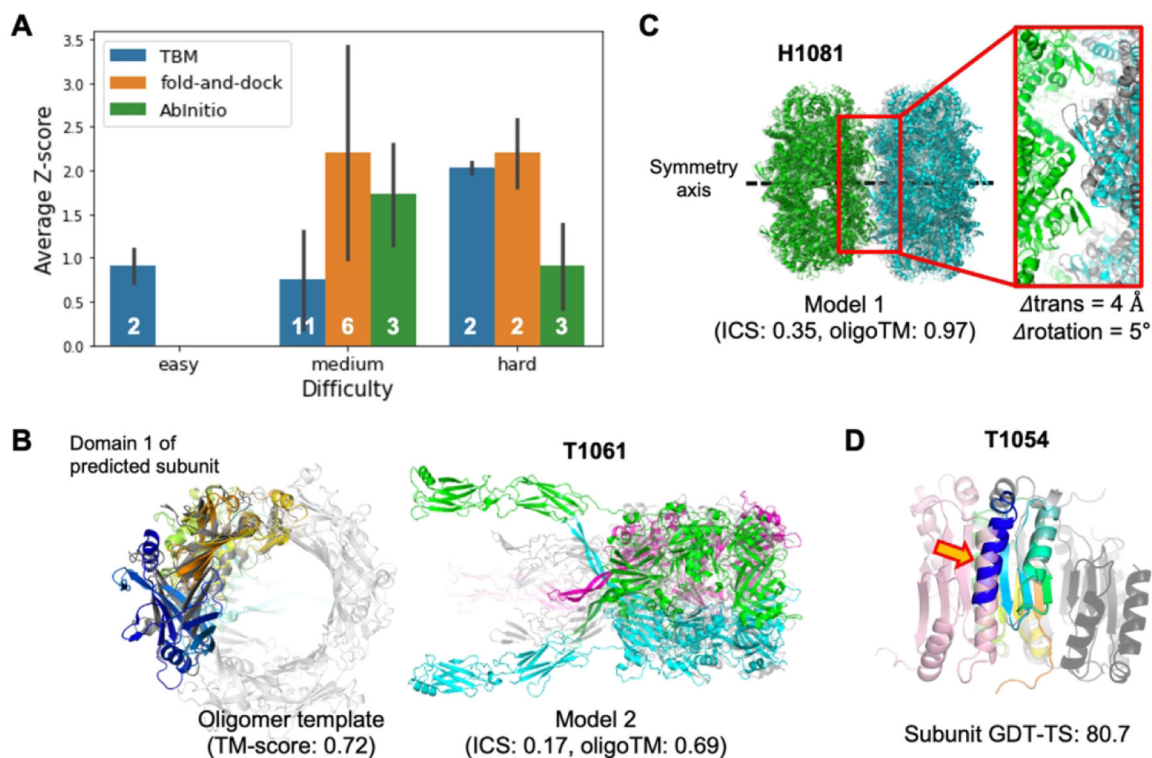 A
Average Z-score
3.5
3.0
2.5
2.0
1.5
1.0
0.5
0.0
TBM
fold-and-dock
AbInitio
2
11
6
3
2
2
3
easy
medium
hard
Difficulty
C
H1081
Symmetry
axis
Model 1
(ICS: 0.35, oligoTM: 0.97)
Δtrans = 4 Å
Δrotation = 5°
B
Domain 1 of
predicted subunit
Oligomer template
(TM-score: 0.72)
T1061
Model 2
(ICS: 0.17, oligoTM: 0.69)
D
T1054
Subunit GDT-TS: 80.7